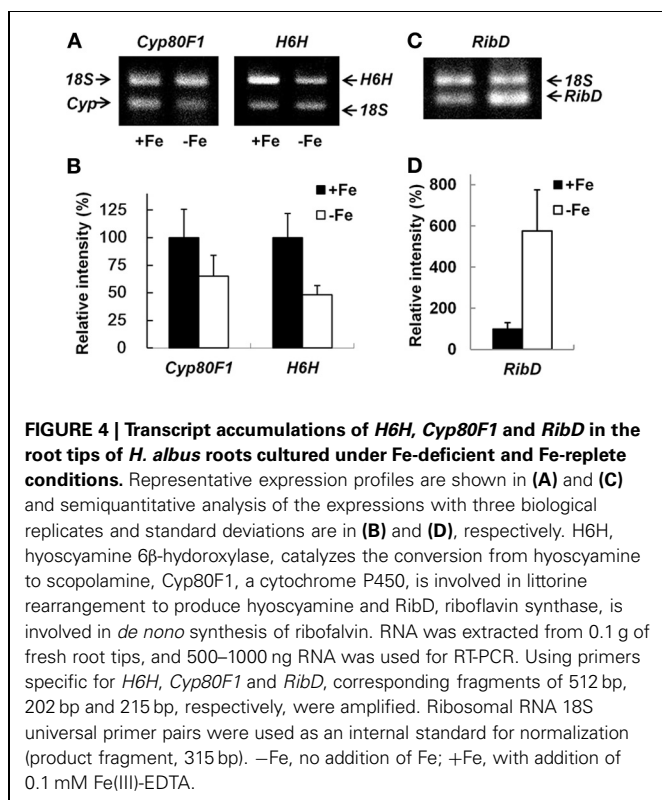 A Cyp80F1 H6H C RibD
18S→ ←H6H ←18S
Cyp→ ←18S ←RibD
+Fe -Fe +Fe -Fe
B D
Relative intensity (%)
125
100
75
50
25
0
+Fe
-Fe
Cyp80F1 H6H
Relative intensity (%)
800
600
400
200
0
+Fe
-Fe
RibD
FIGURE 4 | Transcript accumulations of H6H, Cyp80F1 and RibD in the
root tips of H. albus roots cultured under Fe-deficient and Fe-replete
conditions. Representative expression profiles are shown in (A) and (C)
and semiquantitative analysis of the expressions with three biological
replicates and standard deviations are in (B) and (D), respectively. H6H,
hyoscyamine 6β-hydoroxylase, catalyzes the conversion from hyoscyamine
to scopolamine, Cyp80F1, a cytochrome P450, is involved in littorine
rearrangement to produce hyoscyamine and RibD, riboflavin synthase, is
involved in de nono synthesis of ribofalvin. RNA was extracted from 0.1 g of
fresh root tips, and 500–1000 ng RNA was used for RT-PCR. Using primers
specific for H6H, Cyp80F1 and RibD, corresponding fragments of 512 bp,
202 bp and 215 bp, respectively, were amplified. Ribosomal RNA 18S
universal primer pairs were used as an internal standard for normalization
(product fragment, 315 bp). −Fe, no addition of Fe; +Fe, with addition of
0.1 mM Fe(III)-EDTA.